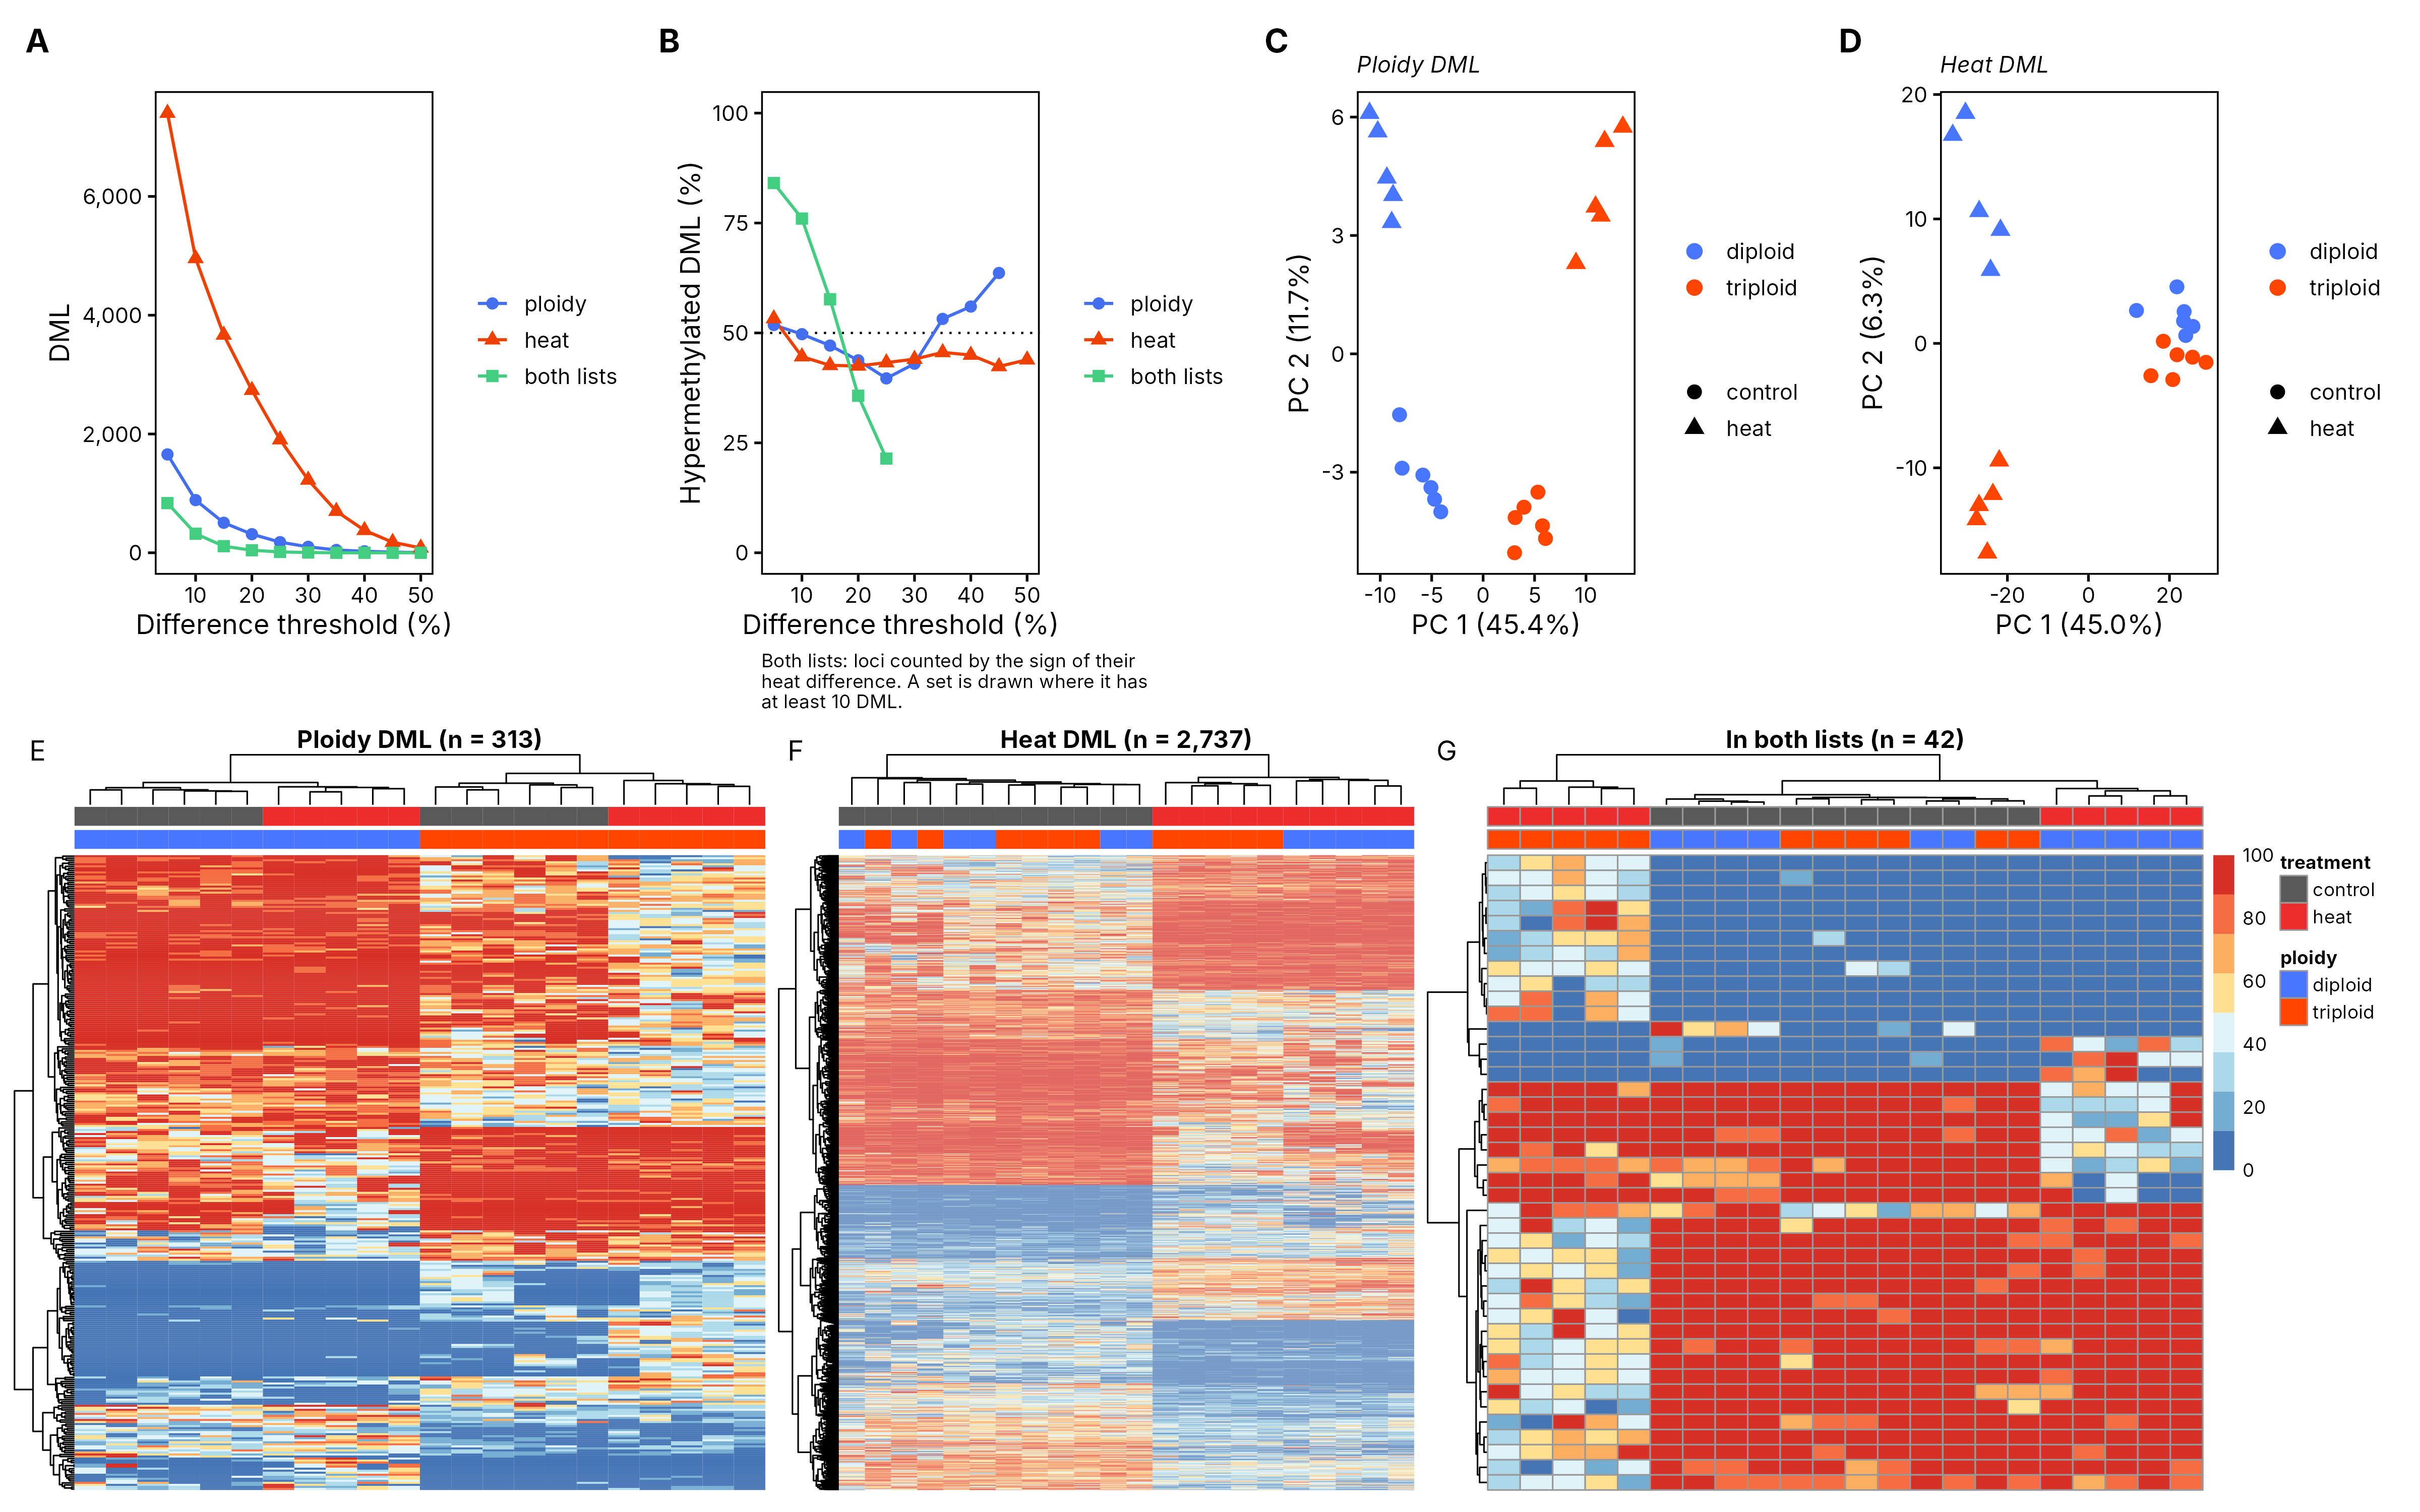 A
DML
6,000
4,000
2,000
0
10 20 30 40 50
Difference threshold (%)
ploidy
heat
both lists
B
Hypermethylated DML (%)
100
75
50
25
0
10 20 30 40 50
Difference threshold (%)
ploidy
heat
both lists
Both lists: loci counted by the sign of their
heat difference. A set is drawn where it has
at least 10 DML.
C
Ploidy DML
PC 2 (11.7%)
6
3
0
-3
-10 -5 0 5 10
PC 1 (45.4%)
diploid
triploid
control
heat
D
Heat DML
PC 2 (6.3%)
20
10
0
-10
-20 0 20
PC 1 (45.0%)
diploid
triploid
control
heat
E
Ploidy DML (n = 313)
F
Heat DML (n = 2,737)
G
In both lists (n = 42)
100
80
60
40
20
0
treatment
control
heat
ploidy
diploid
triploid